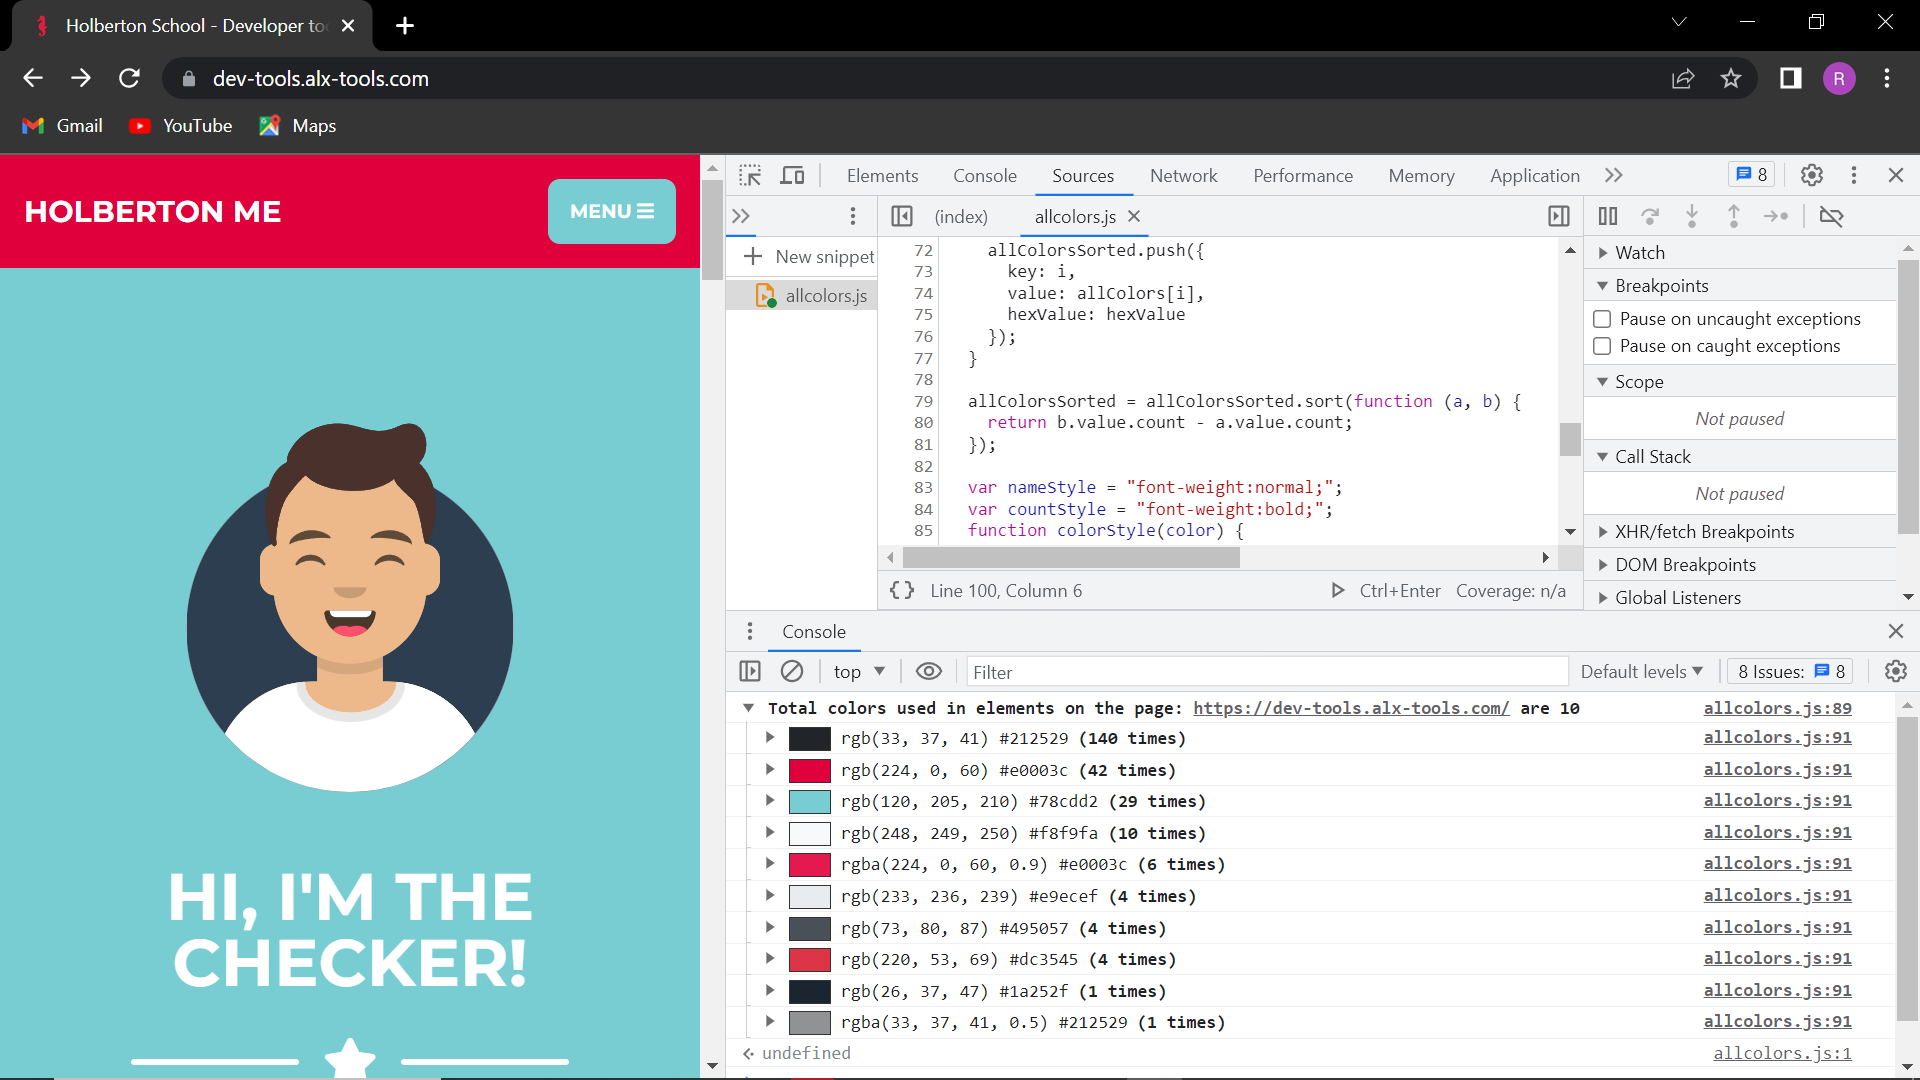 Holberton School - Developer to
dev-tools.alx-tools.com
R
Gmail
YouTube
Maps
HOLBERTON ME
MENU
HI, I'M THE
CHECKER!
Elements
Console
Sources
Network
Performance
Memory
Application
8
(index)
allcolors.js
New snippet
allcolors.js
72 allColorsSorted.push({
73 key: i,
74 value: allColors[i],
75 hexValue: hexValue
76 });
77 }
78
79 allColorsSorted = allColorsSorted.sort(function (a, b) {
80 return b.value.count - a.value.count;
81 });
82
83 var nameStyle = "font-weight:normal;";
84 var countStyle = "font-weight:bold;";
85 function colorStyle(color) {
{ } Line 100, Column 6
Ctrl+Enter
Coverage: n/a
Watch
Breakpoints
Pause on uncaught exceptions
Pause on caught exceptions
Scope
Not paused
Call Stack
Not paused
XHR/fetch Breakpoints
DOM Breakpoints
Global Listeners
Console
top
Filter
Default levels
8 Issues: 8
Total colors used in elements on the page: https://dev-tools.alx-tools.com/ are 10 allcolors.js:89
rgb(33, 37, 41) #212529 (140 times) allcolors.js:91
rgb(224, 0, 60) #e0003c (42 times) allcolors.js:91
rgb(120, 205, 210) #78cdd2 (29 times) allcolors.js:91
rgb(248, 249, 250) #f8f9fa (10 times) allcolors.js:91
rgba(224, 0, 60, 0.9) #e0003c (6 times) allcolors.js:91
rgb(233, 236, 239) #e9ecef (4 times) allcolors.js:91
rgb(73, 80, 87) #495057 (4 times) allcolors.js:91
rgb(220, 53, 69) #dc3545 (4 times) allcolors.js:91
rgb(26, 37, 47) #1a252f (1 times) allcolors.js:91
rgba(33, 37, 41, 0.5) #212529 (1 times) allcolors.js:91
undefined allcolors.js:1